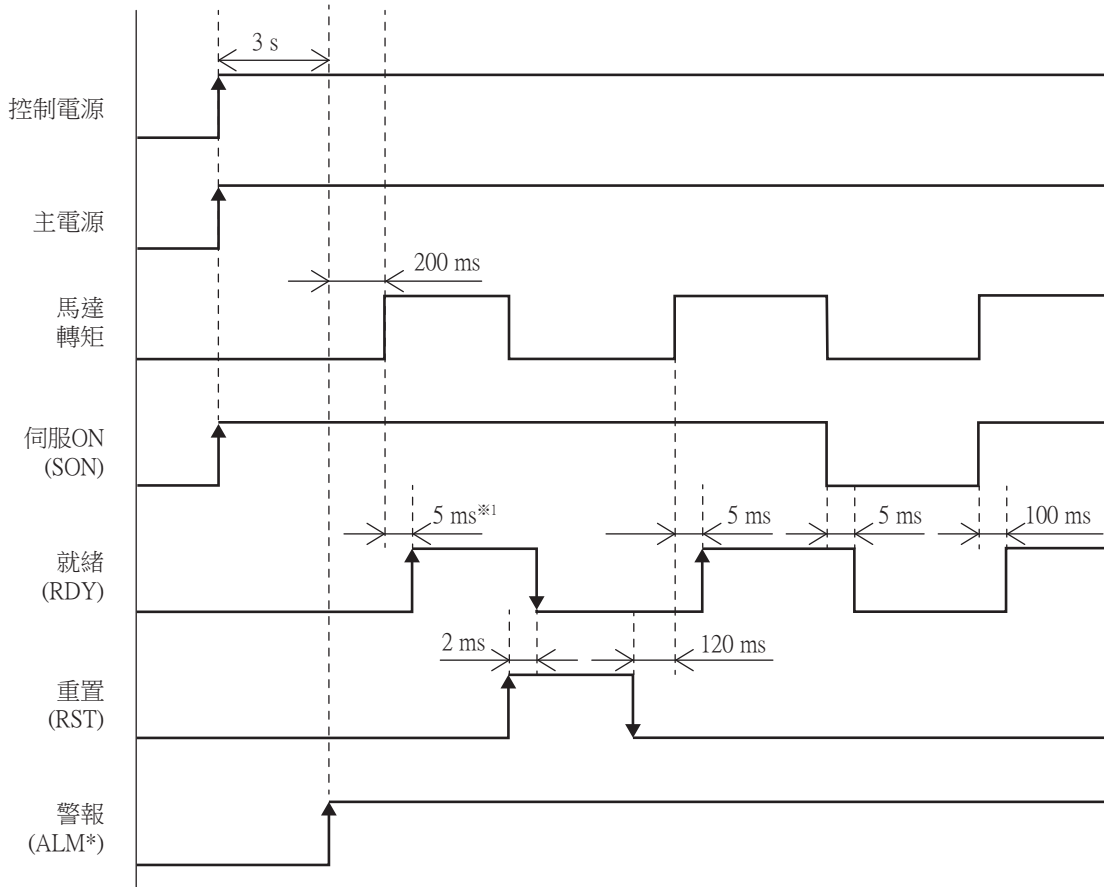 3 s
控制電源
主電源
200 ms
馬達
轉矩
伺服ON
(SON)
5 ms※1
5 ms
5 ms
100 ms
就緒
(RDY)
2 ms
120 ms
重置
(RST)
警報
(ALM*)